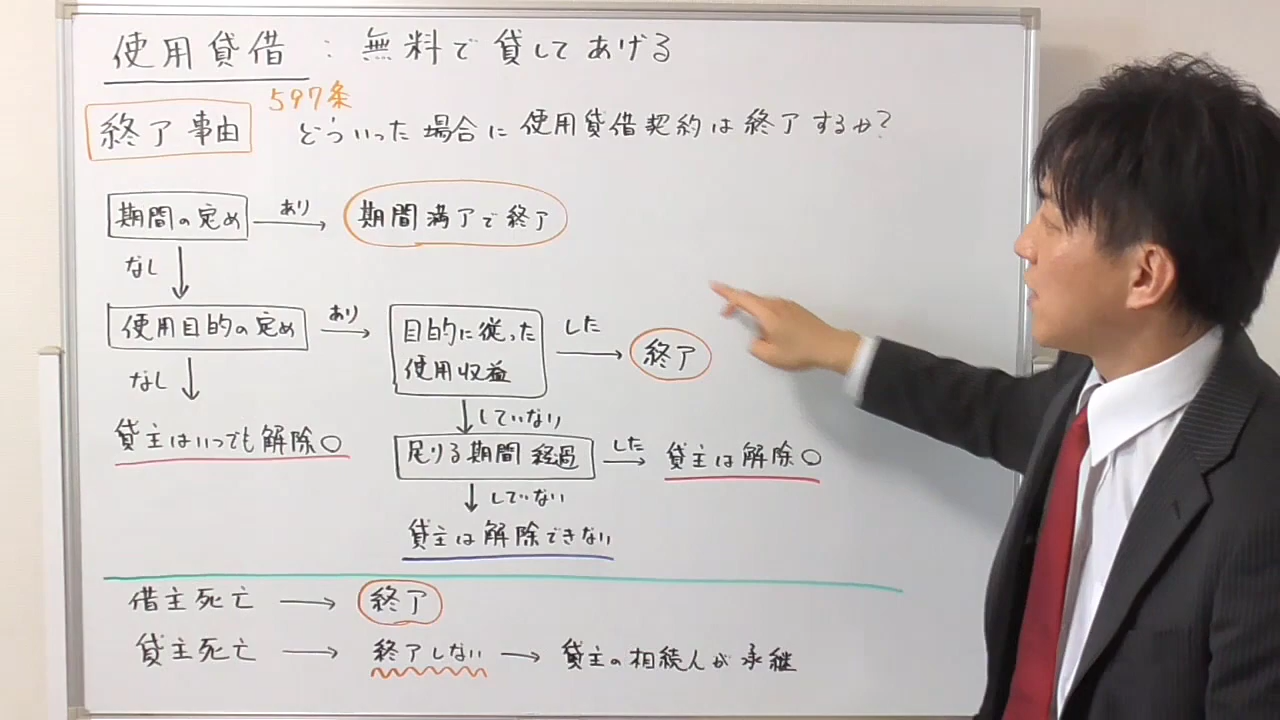 使用貸借：無料で貸してあげる
597条
終了事由
どういった場合に使用貸借契約は終了するか？
期間の定め
あり
期間満了で終了
なし
使用目的の定め
あり
目的に従った
使用収益
した
終了
なし
貸主はいつでも解除○
していない
足りる期間経過
した
貸主は解除○
していない
貸主は解除できない
借主死亡 → 終了
貸主死亡 → 終了しない → 貸主の相続人が承継